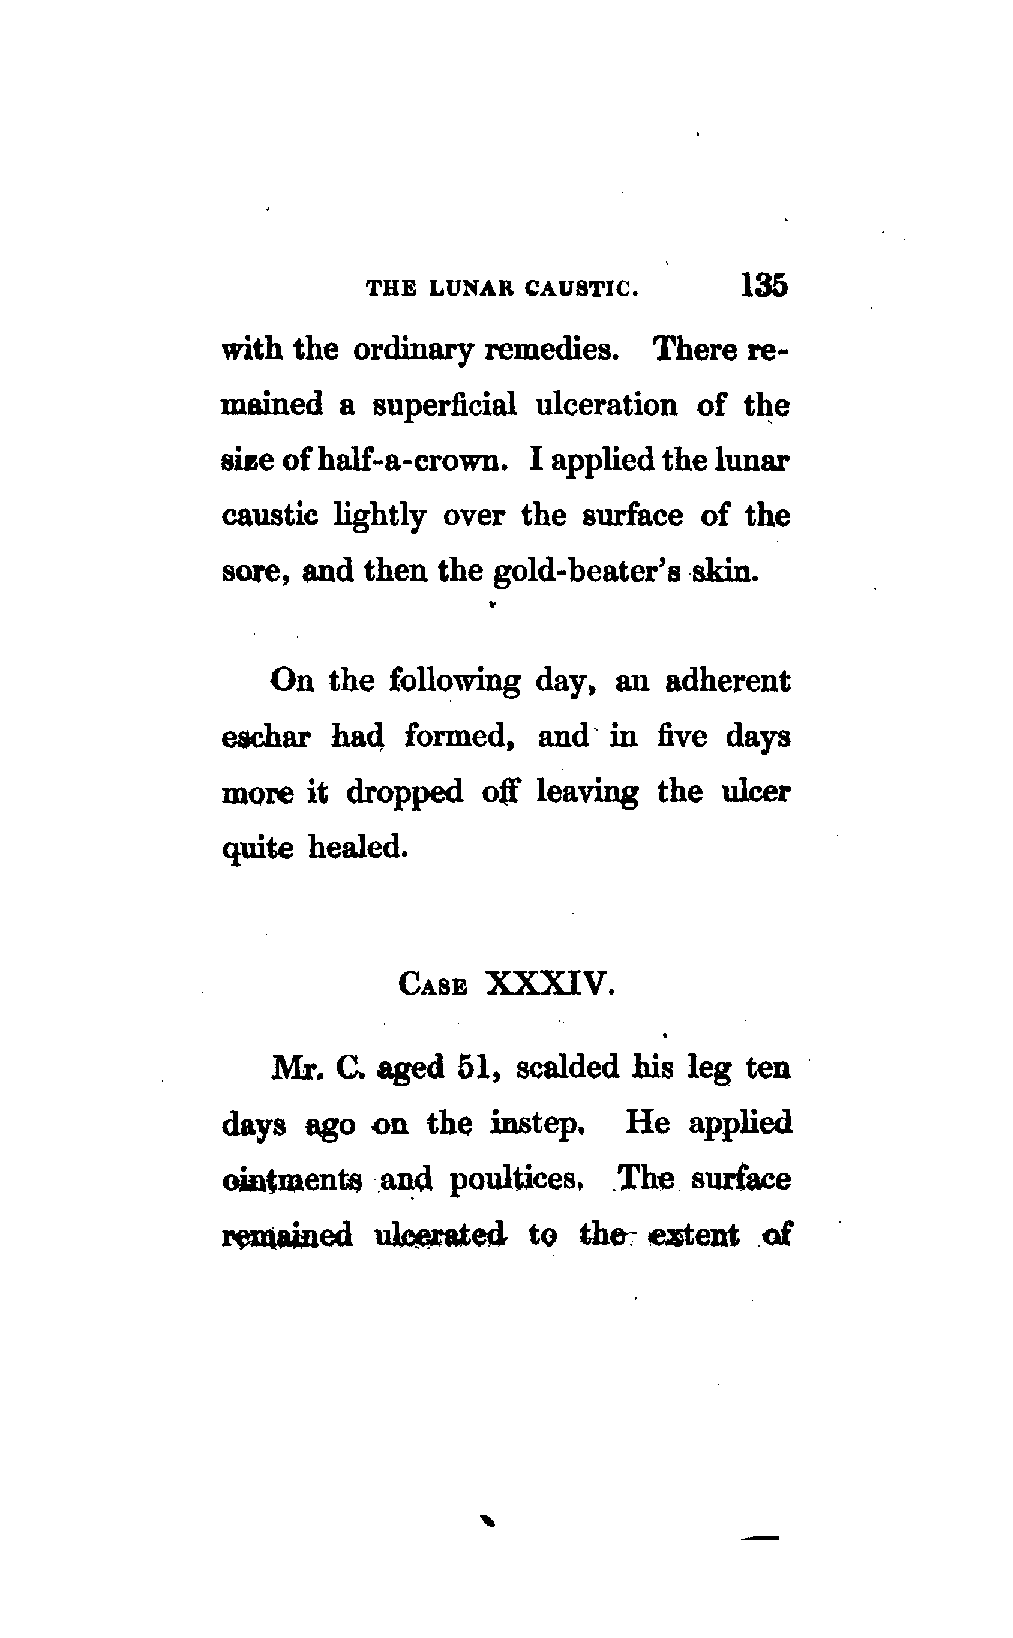 THE LUNAR CAUSTIC. 135
with the ordinary remedies. There re-
mained a superficial ulceration of the
size of half-a-crown. I applied the lunar
caustic lightly over the surface of the
sore, and then the gold-beater's skin.
On the following day, an adherent
eschar had formed, and in five days
more it dropped off leaving the ulcer
quite healed.
CASE XXXIV.
Mr. C. aged 51, scalded his leg ten
days ago on the instep. He applied
ointments and poultices. The surface
remained ulcerated to the extent of